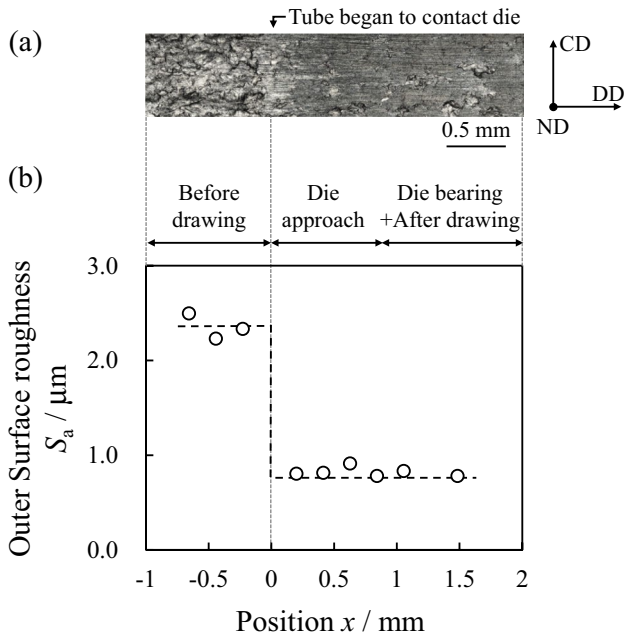 Tube began to contact die
(a)
CD
DD
ND
0.5 mm
(b)
Before drawing
Die approach
Die bearing +After drawing
3.0
2.0
1.0
0.0
Outer Surface roughness
Sa / μm
-1 -0.5 0 0.5 1 1.5 2
Position x / mm